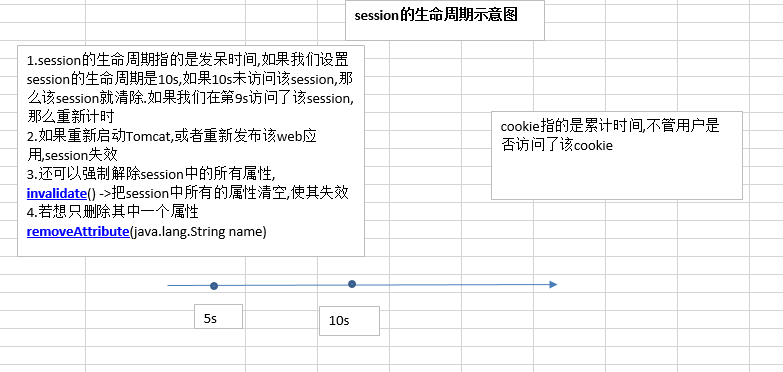 session的生命周期示意图
1.session的生命周期指的是发呆时间,如果我们设置
session的生命周期是10s,如果10s未访问该session,那
么该session就清除.如果我们在第9s访问了该session,
那么重新计时
2.如果重新启动Tomcat,或者重新发布该web应
用,session失效
3.还可以强制解除session中的所有属性,
invalidate() ->把session中所有的属性清空,使其失效
4.若想只删除其中一个属性
removeAttribute(java.lang.String name)
cookie指的是累计时间,不管用户是
否访问了该cookie
5s
10s